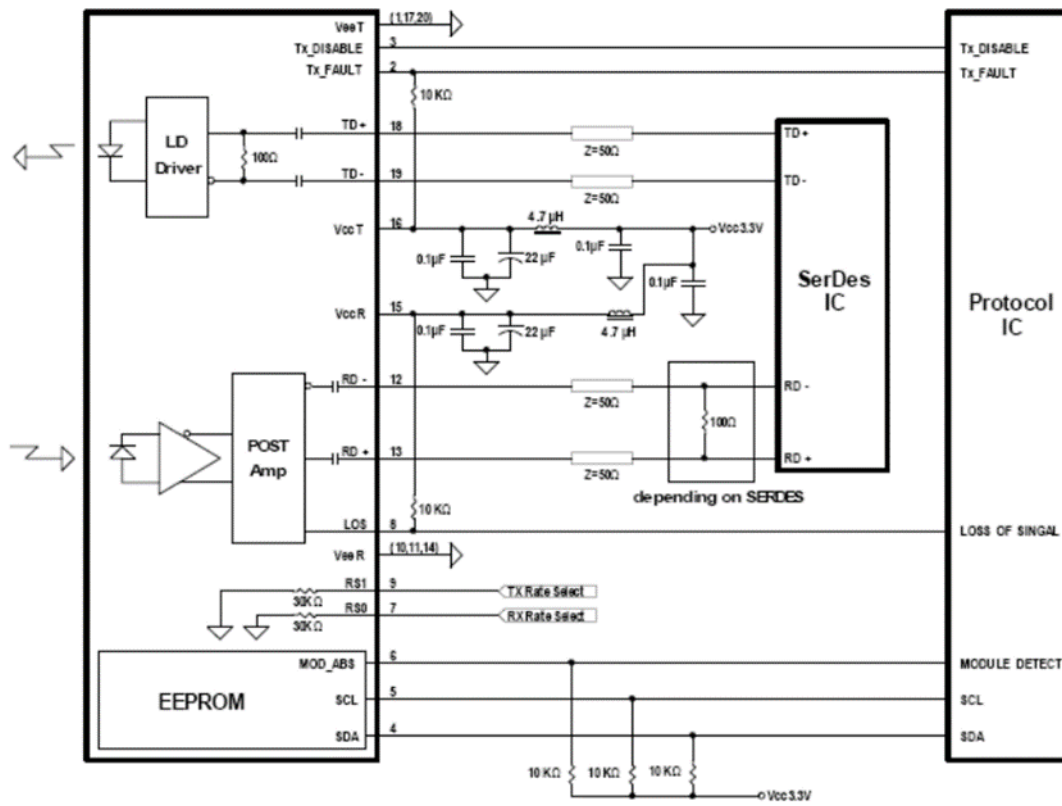 VeeT (1,17,20)
Tx_DISABLE 3 Tx_DISABLE
Tx_FAULT 2 Tx_FAULT
10 KΩ
TD+ 18 TD+
LD
Driver
100Ω
Z=50Ω
TD- 19 TD-
Z=50Ω
VccT 16 4.7 µH Vcc3.3V
0.1µF 22 µF 0.1µF
0.1µF
SerDes
IC
Protocol
IC
VccR 15
0.1µF 22 µF 4.7 µH
RD - 12 RD -
Z=50Ω
POST
Amp
100Ω
RD + 13 RD +
Z=50Ω
depending on SERDES
10 KΩ
LOS 8 LOSS OF SINGAL
VeeR (10,11,14)
RS1 9 TX Rate Select
30KΩ
RS0 7 RX Rate Select
30KΩ
MOD_ABS 6 MODULE DETECT
EEPROM
SCL 5 SCL
SDA 4 SDA
10 KΩ 10 KΩ 10 KΩ
Vcc3.3V